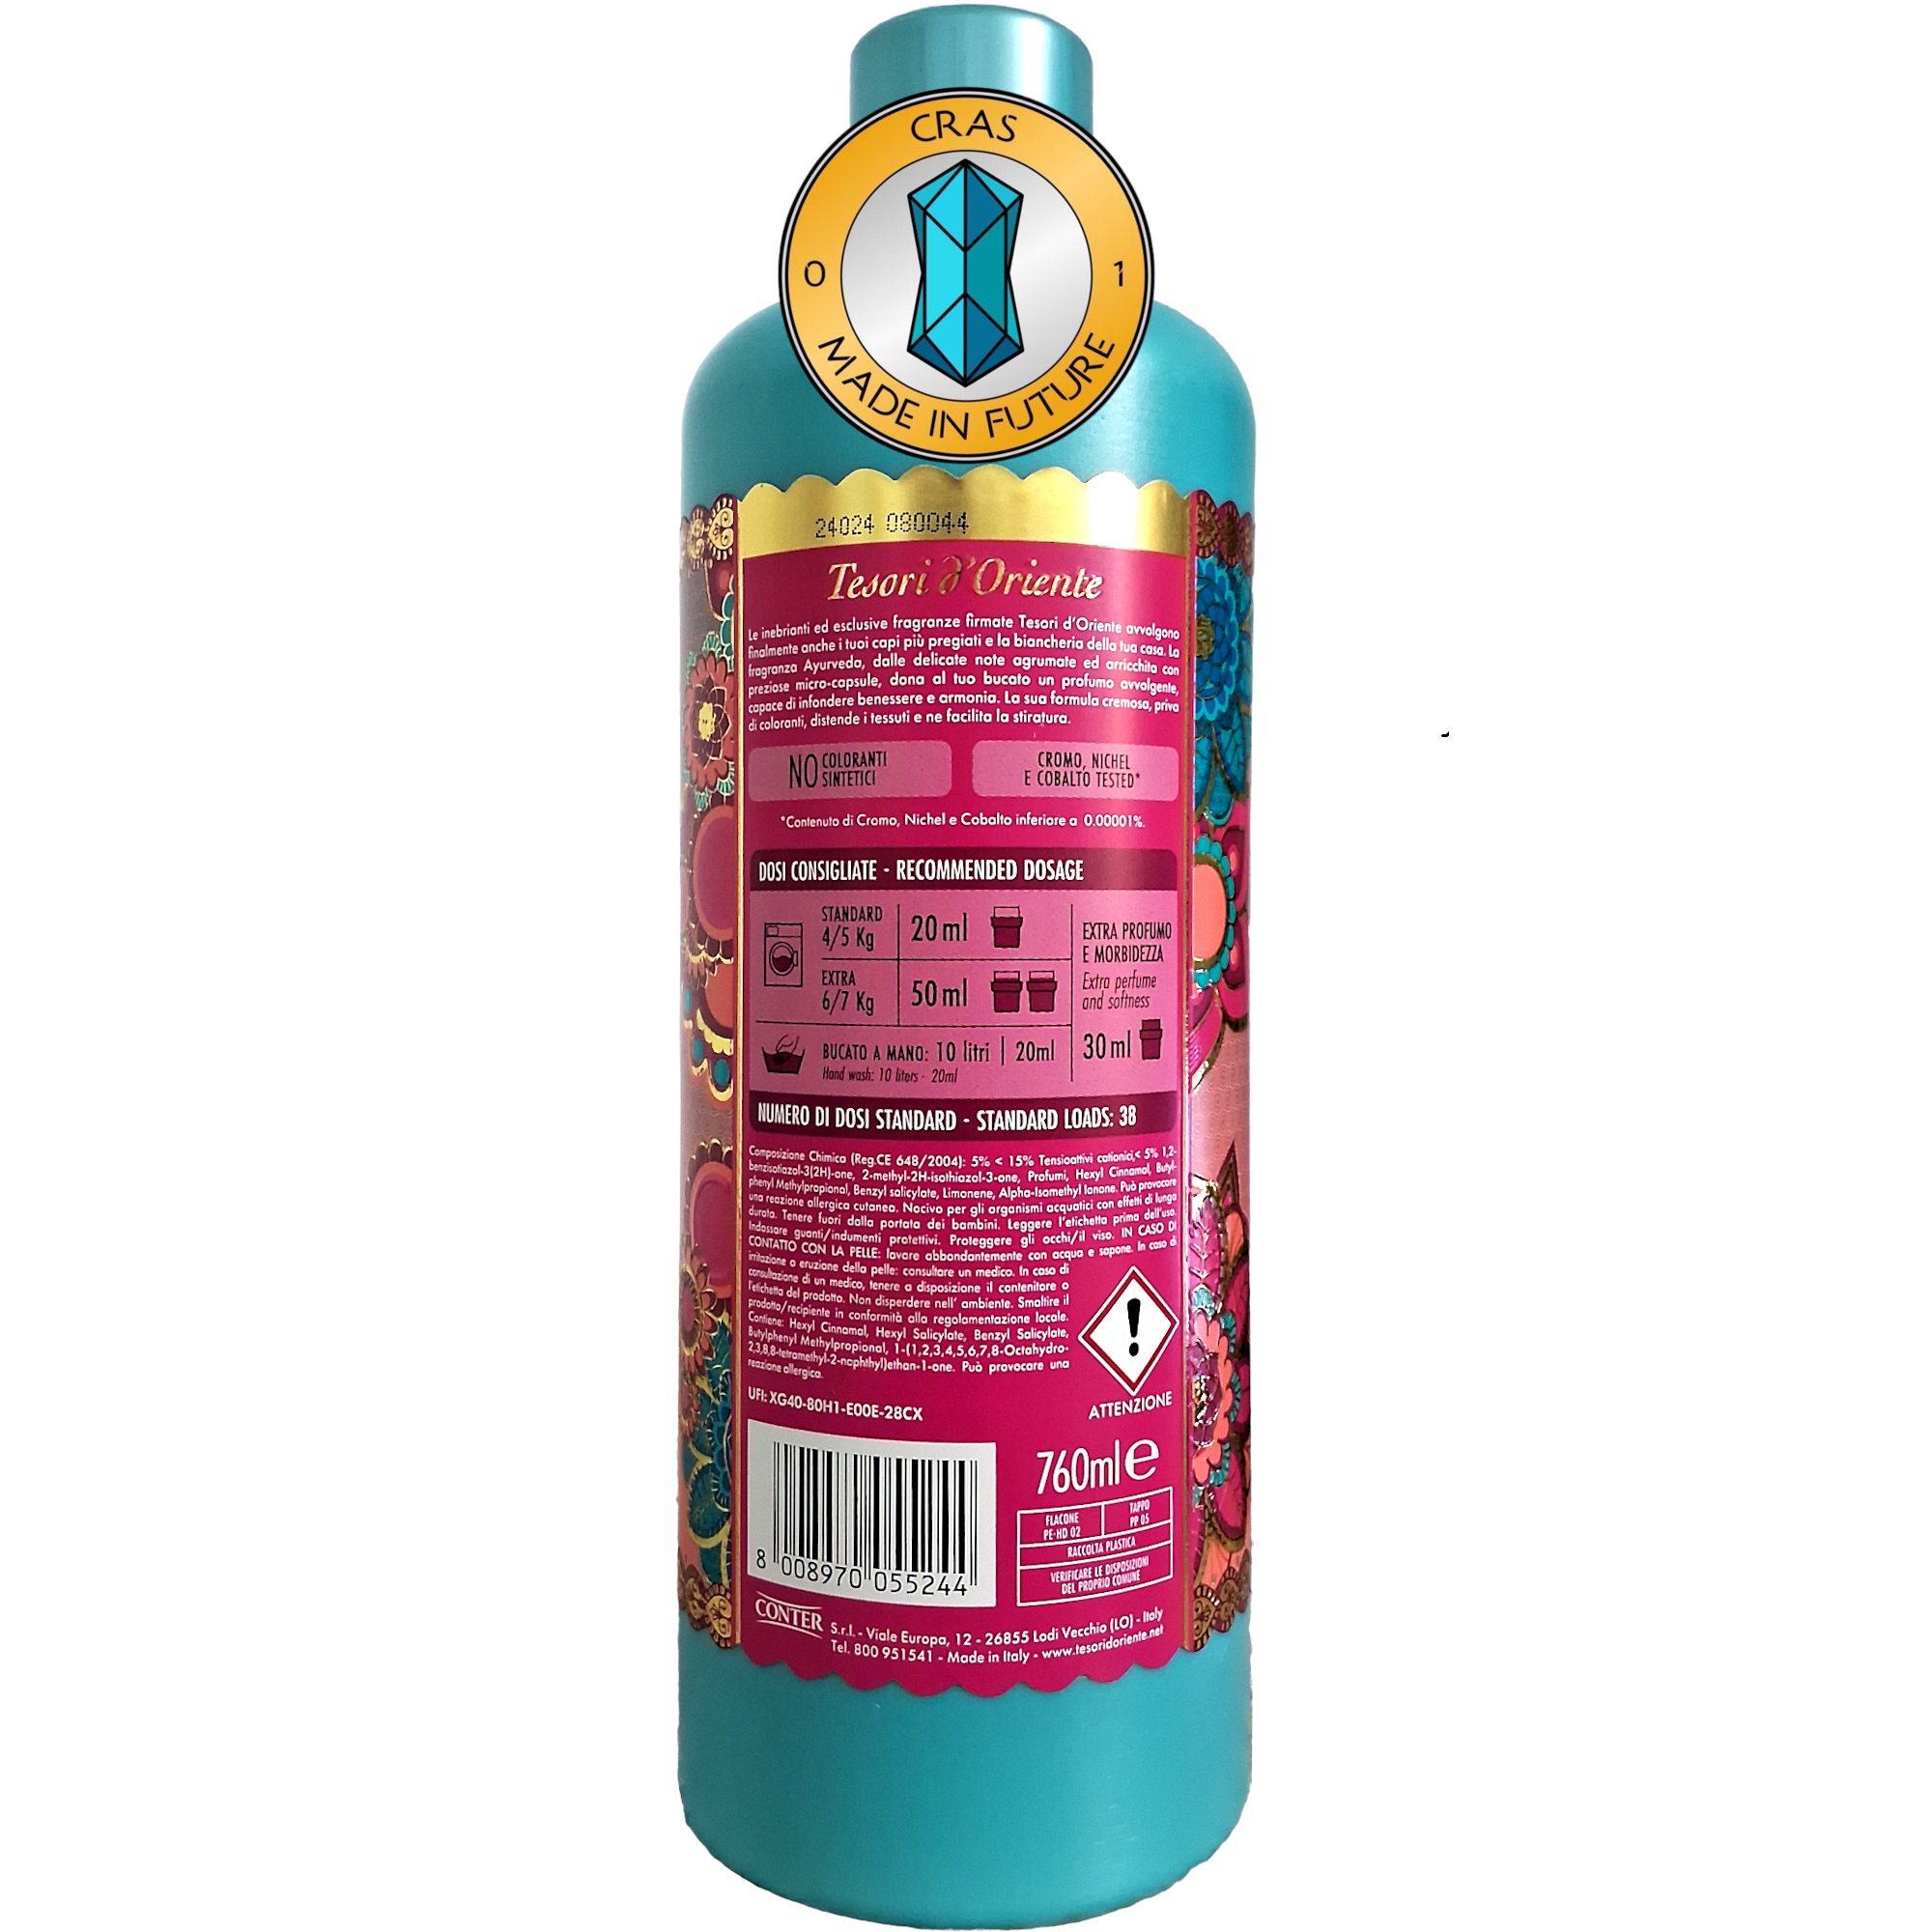 CRAS
0 1
MADE IN FUTURE
24024 080044
Tesori d'Oriente
Le inebrianti ed esclusive fragranze firmate Tesori d'Oriente avvolgono
finalmente anche i tuoi capi più pregiati e la biancheria della tua casa. La
fragranza Ayurveda, dalle delicate note agrumate ed arricchita con
preziose micro-capsule, dona al tuo bucato un profumo avvolgente,
capace di infondere benessere e armonia. La sua formula cremosa, priva
di coloranti, distende i tessuti e ne facilita la stiratura.
NO COLORANTI
SINTETICI
CROMO, NICHEL
E COBALTO TESTED*
*Contenuto di Cromo, Nichel e Cobalto inferiore a 0.00001%.
DOSI CONSIGLIATE - RECOMMENDED DOSAGE
STANDARD
4/5 Kg
20ml
EXTRA
6/7 Kg
50ml
BUCATO A MANO: 10 litri | 20ml
Hand wash: 10 liters - 20ml
EXTRA PROFUMO
E MORBIDEZZA
Extra perfume
and softness
30ml
NUMERO DI DOSI STANDARD - STANDARD LOADS: 38
Composizione Chimica (Reg.CE 648/2004): 5% < 15% Tensioattivi cationici,< 5% 1,2-
benzisotiazol-3(2H)-one, 2-methyl-2H-isothiazol-3-one, Profumi, Hexyl Cinnamal, Butyl-
phenyl Methylpropional, Benzyl salicylate, Limonene, Alpha-Isomethyl Ionone. Può provocare
una reazione allergica cutanea. Nocivo per gli organismi acquatici con effetti di lunga
durata. Tenere fuori dalla portata dei bambini. Leggere l'etichetta prima dell'uso.
Indossare guanti/indumenti protettivi. Proteggere gli occhi/il viso. IN CASO DI
CONTATTO CON LA PELLE: lavare abbondantemente con acqua e sapone. In caso di
irritazione o eruzione della pelle: consultare un medico. In caso di
consultazione di un medico, tenere a disposizione il contenitore o
l'etichetta del prodotto. Non disperdere nell' ambiente. Smaltire il
prodotto/recipiente in conformità alla regolamentazione locale.
Contiene: Hexyl Cinnamal, Hexyl Salicylate, Benzyl Salicylate,
Butylphenyl Methylpropional, 1-(1,2,3,4,5,6,7,8-Octahydro-
2,3,8,8-tetramethyl-2-naphthyl)ethan-1-one. Può provocare una
reazione allergica.
ATTENZIONE
UFI: XG40-80H1-E00E-28CX
8 008970 055244
760ml e
FLACONE
PE-HD 02
TAPPO
PP 05
RACCOLTA PLASTICA
VERIFICARE LE DISPOSIZIONI
DEL PROPRIO COMUNE
CONTER S.r.l. - Viale Europa, 12 - 26855 Lodi Vecchio (LO) - Italy
Tel. 800 951541 - Made in Italy - www.tesoridoriente.net